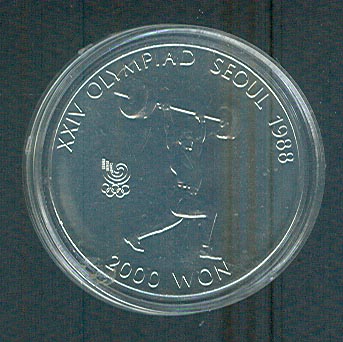 XXIV OLYMPIAD SEOUL 1988
2000 WON